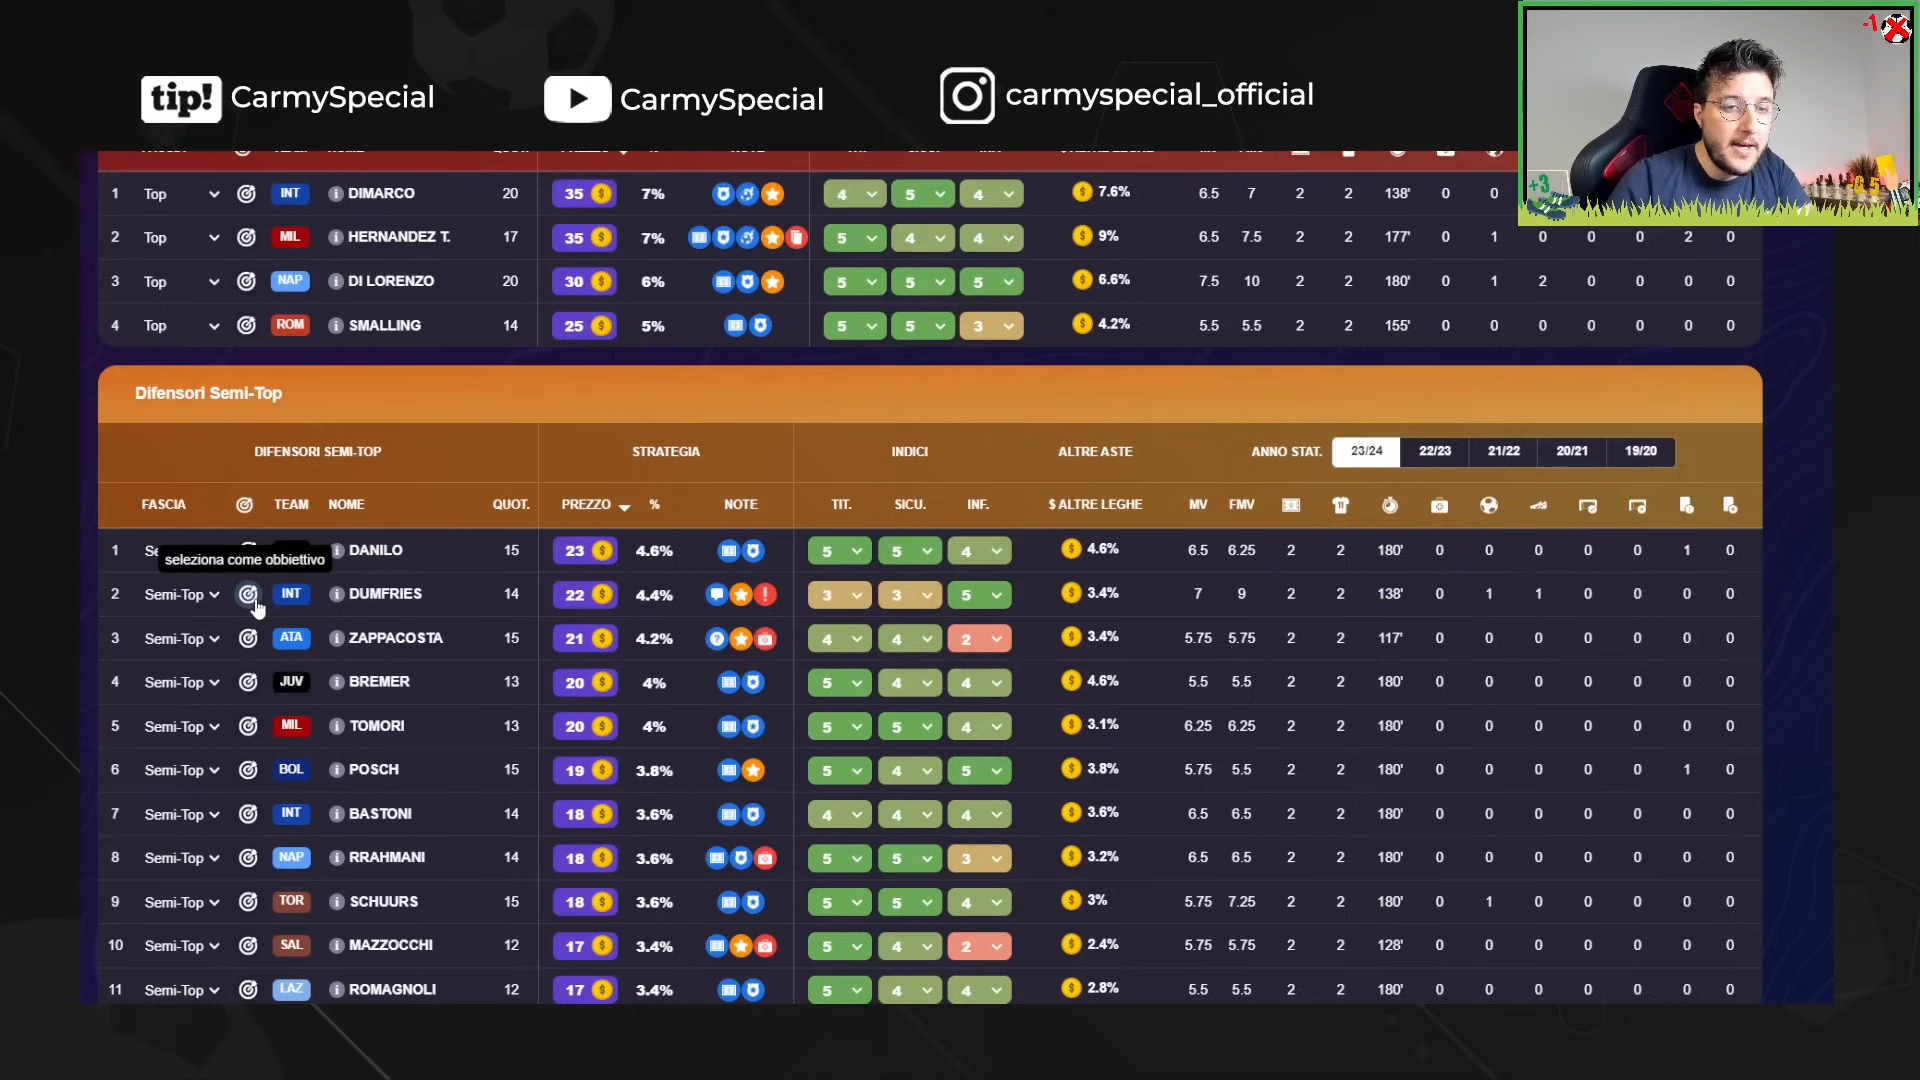 tip! CarmySpecial
CarmySpecial
carmyspecial_official
-1
+3
-0.5
1 Top INT DIMARCO 20 35 7% 4 5 4 7.6% 6.5 7 2 2 138' 0 0
2 Top MIL HERNANDEZ T. 17 35 7% 5 4 4 9% 6.5 7.5 2 2 177' 0 1 0 0 0 2 0
3 Top NAP DI LORENZO 20 30 6% 5 5 5 6.6% 7.5 10 2 2 180' 0 1 2 0 0 0 0
4 Top ROM SMALLING 14 25 5% 5 5 3 4.2% 5.5 5.5 2 2 155' 0 0 0 0 0 0 0
Difensori Semi-Top
DIFENSORI SEMI-TOP STRATEGIA INDICI ALTRE ASTE ANNO STAT. 23/24 22/23 21/22 20/21 19/20
FASCIA TEAM NOME QUOT. PREZZO % NOTE TIT. SICU. INF. $ ALTRE LEGHE MV FMV
1 Se DANILO 15 23 4.6% 5 5 4 4.6% 6.5 6.25 2 2 180' 0 0 0 0 0 1 0
seleziona come obbiettivo
2 Semi-Top INT DUMFRIES 14 22 4.4% 3 3 5 3.4% 7 9 2 2 138' 0 1 1 0 0 0 0
3 Semi-Top ATA ZAPPACOSTA 15 21 4.2% 4 4 2 3.4% 5.75 5.75 2 2 117' 0 0 0 0 0 0 0
4 Semi-Top JUV BREMER 13 20 4% 5 4 4 4.6% 5.5 5.5 2 2 180' 0 0 0 0 0 0 0
5 Semi-Top MIL TOMORI 13 20 4% 5 5 4 3.1% 6.25 6.25 2 2 180' 0 0 0 0 0 0 0
6 Semi-Top BOL POSCH 15 19 3.8% 5 4 5 3.8% 5.75 5.5 2 2 180' 0 0 0 0 0 1 0
7 Semi-Top INT BASTONI 14 18 3.6% 4 4 4 3.6% 6.5 6.5 2 2 180' 0 0 0 0 0 0 0
8 Semi-Top NAP RRAHMANI 14 18 3.6% 5 5 3 3.2% 6.5 6.5 2 2 180' 0 0 0 0 0 0 0
9 Semi-Top TOR SCHUURS 15 18 3.6% 5 5 4 3% 5.75 7.25 2 2 180' 0 1 0 0 0 0 0
10 Semi-Top SAL MAZZOCCHI 12 17 3.4% 5 4 2 2.4% 5.75 5.75 2 2 128' 0 0 0 0 0 0 0
11 Semi-Top LAZ ROMAGNOLI 12 17 3.4% 5 4 4 2.8% 5.5 5.5 2 2 180' 0 0 0 0 0 0 0